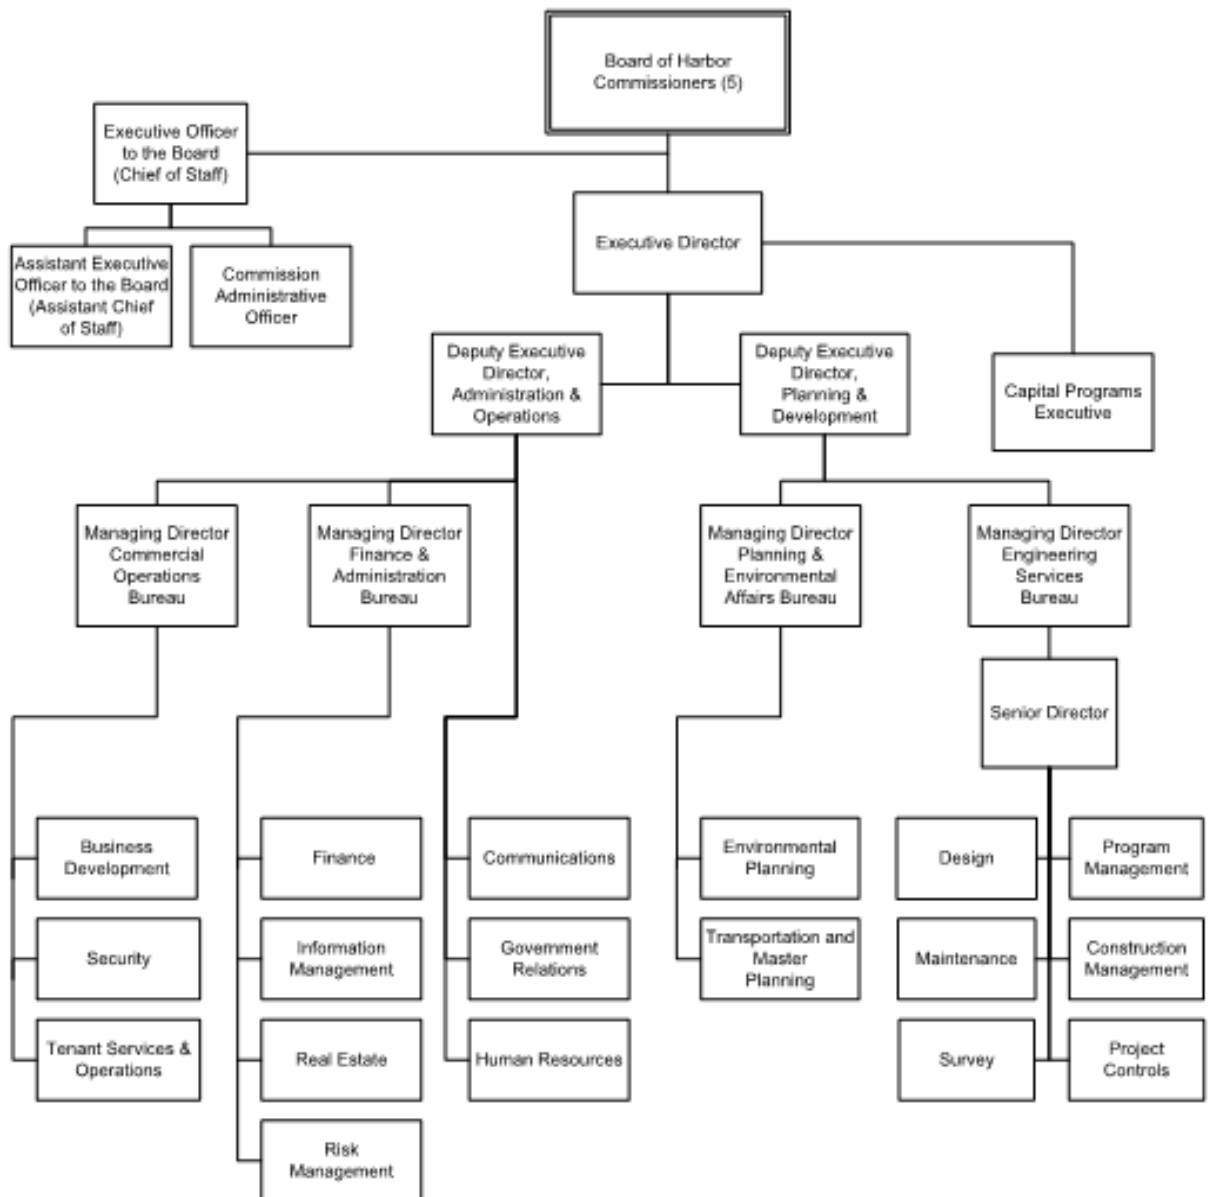 Board of Harbor
Commissioners (5)
Executive Officer
to the Board
(Chief of Staff)
Executive Director
Assistant Executive
Officer to the Board
(Assistant Chief
of Staff)
Commission
Administrative
Officer
Deputy Executive
Director,
Administration &
Operations
Deputy Executive
Director,
Planning &
Development
Capital Programs
Executive
Managing Director
Commercial
Operations
Bureau
Managing Director
Finance &
Administration
Bureau
Managing Director
Planning &
Environmental
Affairs Bureau
Managing Director
Engineering
Services
Bureau
Senior Director
Business
Development
Finance
Communications
Environmental
Planning
Design
Program
Management
Security
Information
Management
Government
Relations
Transportation and
Master
Planning
Maintenance
Construction
Management
Tenant Services &
Operations
Real Estate
Human Resources
Survey
Project
Controls
Risk
Management